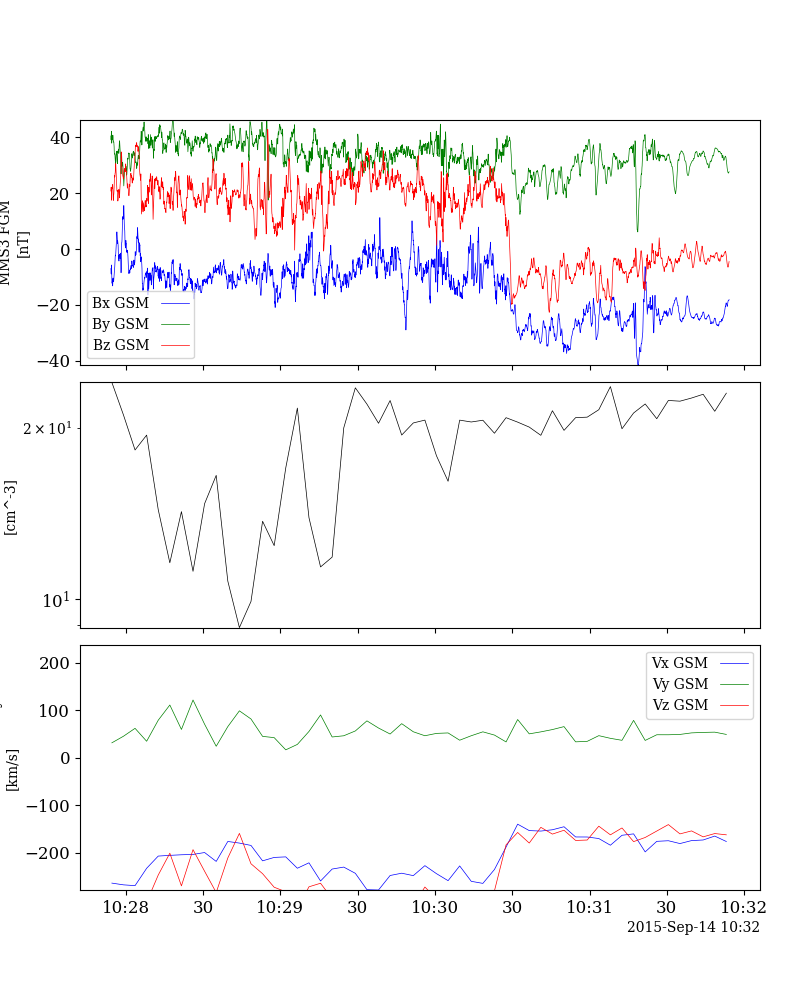 MMS3 FGM
[nT]
40
20
0
−20
−40
Bx GSM
By GSM
Bz GSM
[cm^-3]
2 × 10¹
10¹
[km/s]
200
100
0
−100
−200
Vx GSM
Vy GSM
Vz GSM
10:28 30 10:29 30 10:30 30 10:31 30 10:32
2015-Sep-14 10:32